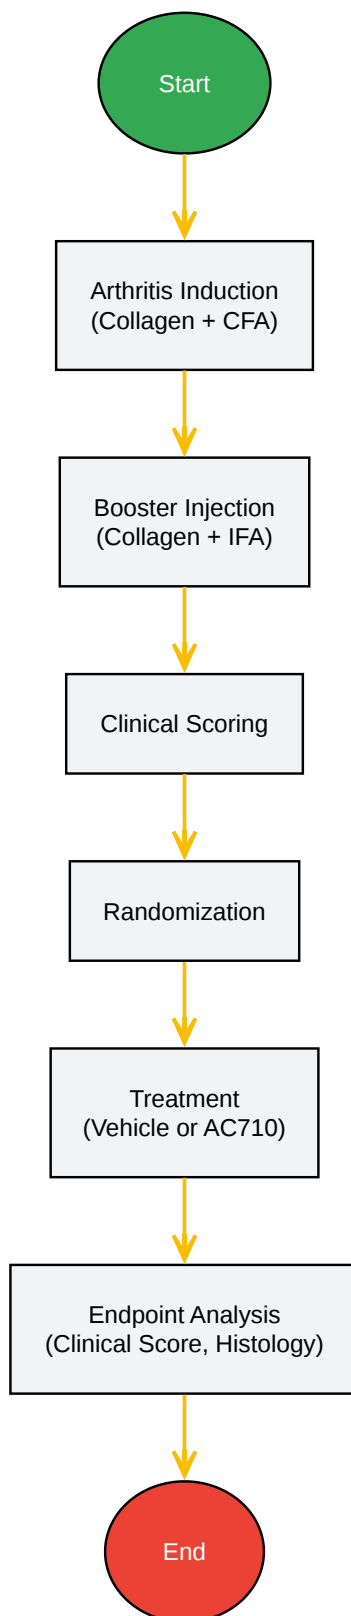 Start
Arthritis Induction
(Collagen + CFA)
Booster Injection
(Collagen + IFA)
Clinical Scoring
Randomization
Treatment
(Vehicle or AC710)
Endpoint Analysis
(Clinical Score, Histology)
End